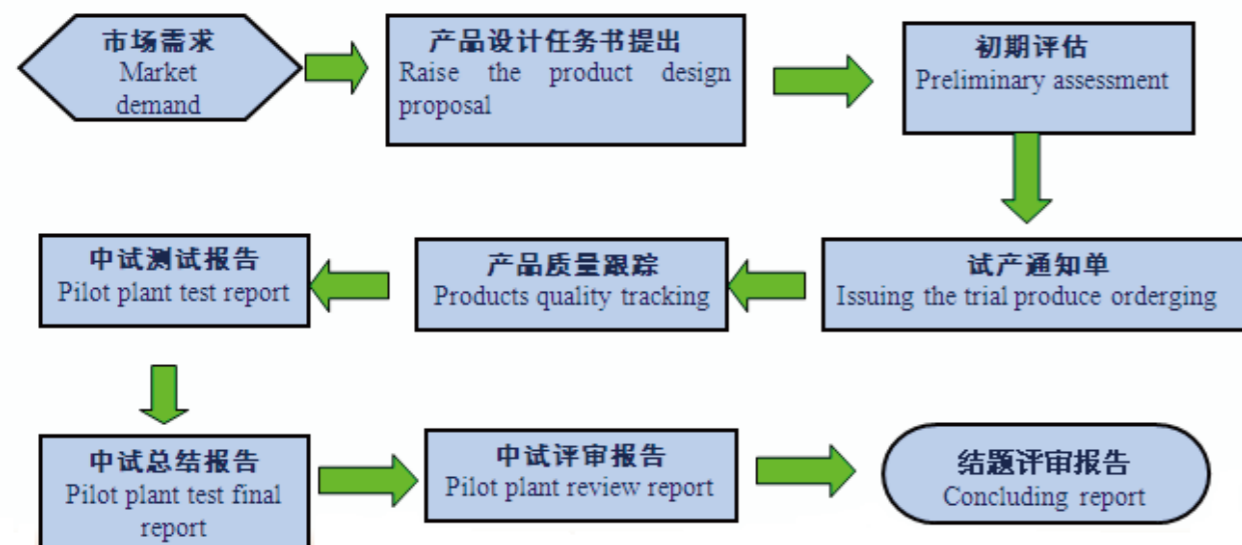 市场需求
Market
demand
产品设计任务书提出
Raise the product design
proposal
初期评估
Preliminary assessment
试产通知单
Issuing the trial produce orderging
产品质量跟踪
Products quality tracking
中试测试报告
Pilot plant test report
中试总结报告
Pilot plant test final
report
中试评审报告
Pilot plant review report
结题评审报告
Concluding report